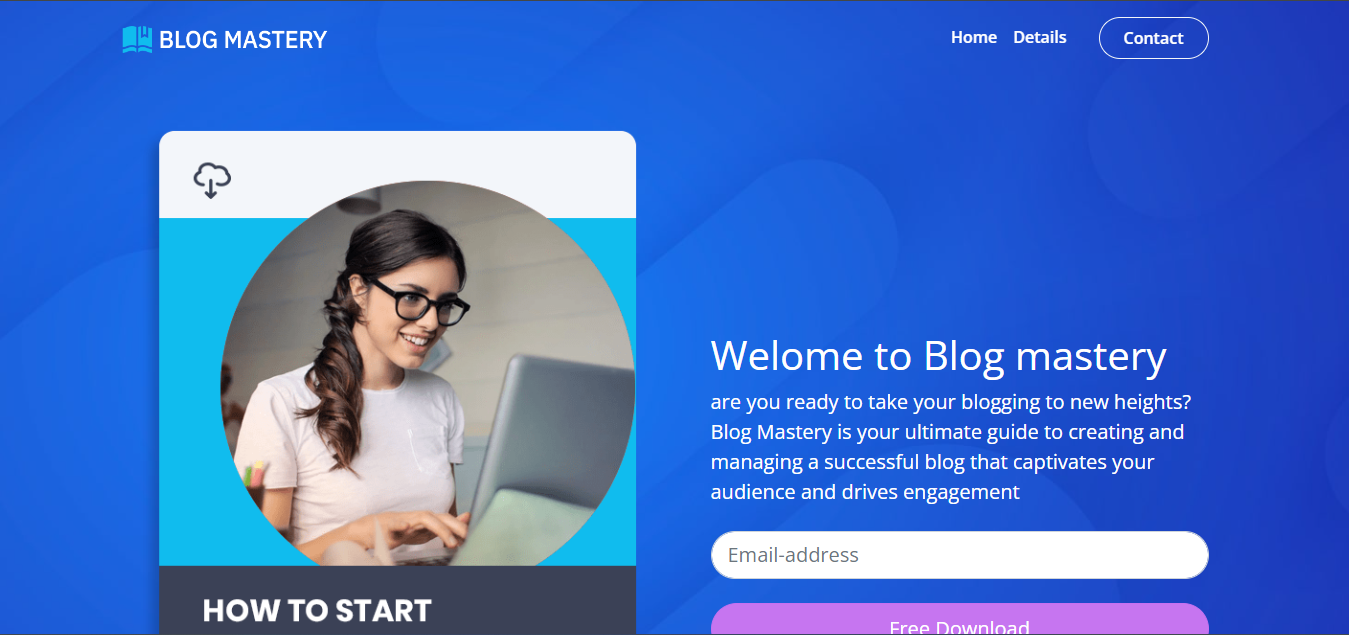 BLOG MASTERY
Home
Details
Contact
Welome to Blog mastery
are you ready to take your blogging to new heights?
Blog Mastery is your ultimate guide to creating and
managing a successful blog that captivates your
audience and drives engagement
Email-address
Free Download
HOW TO START